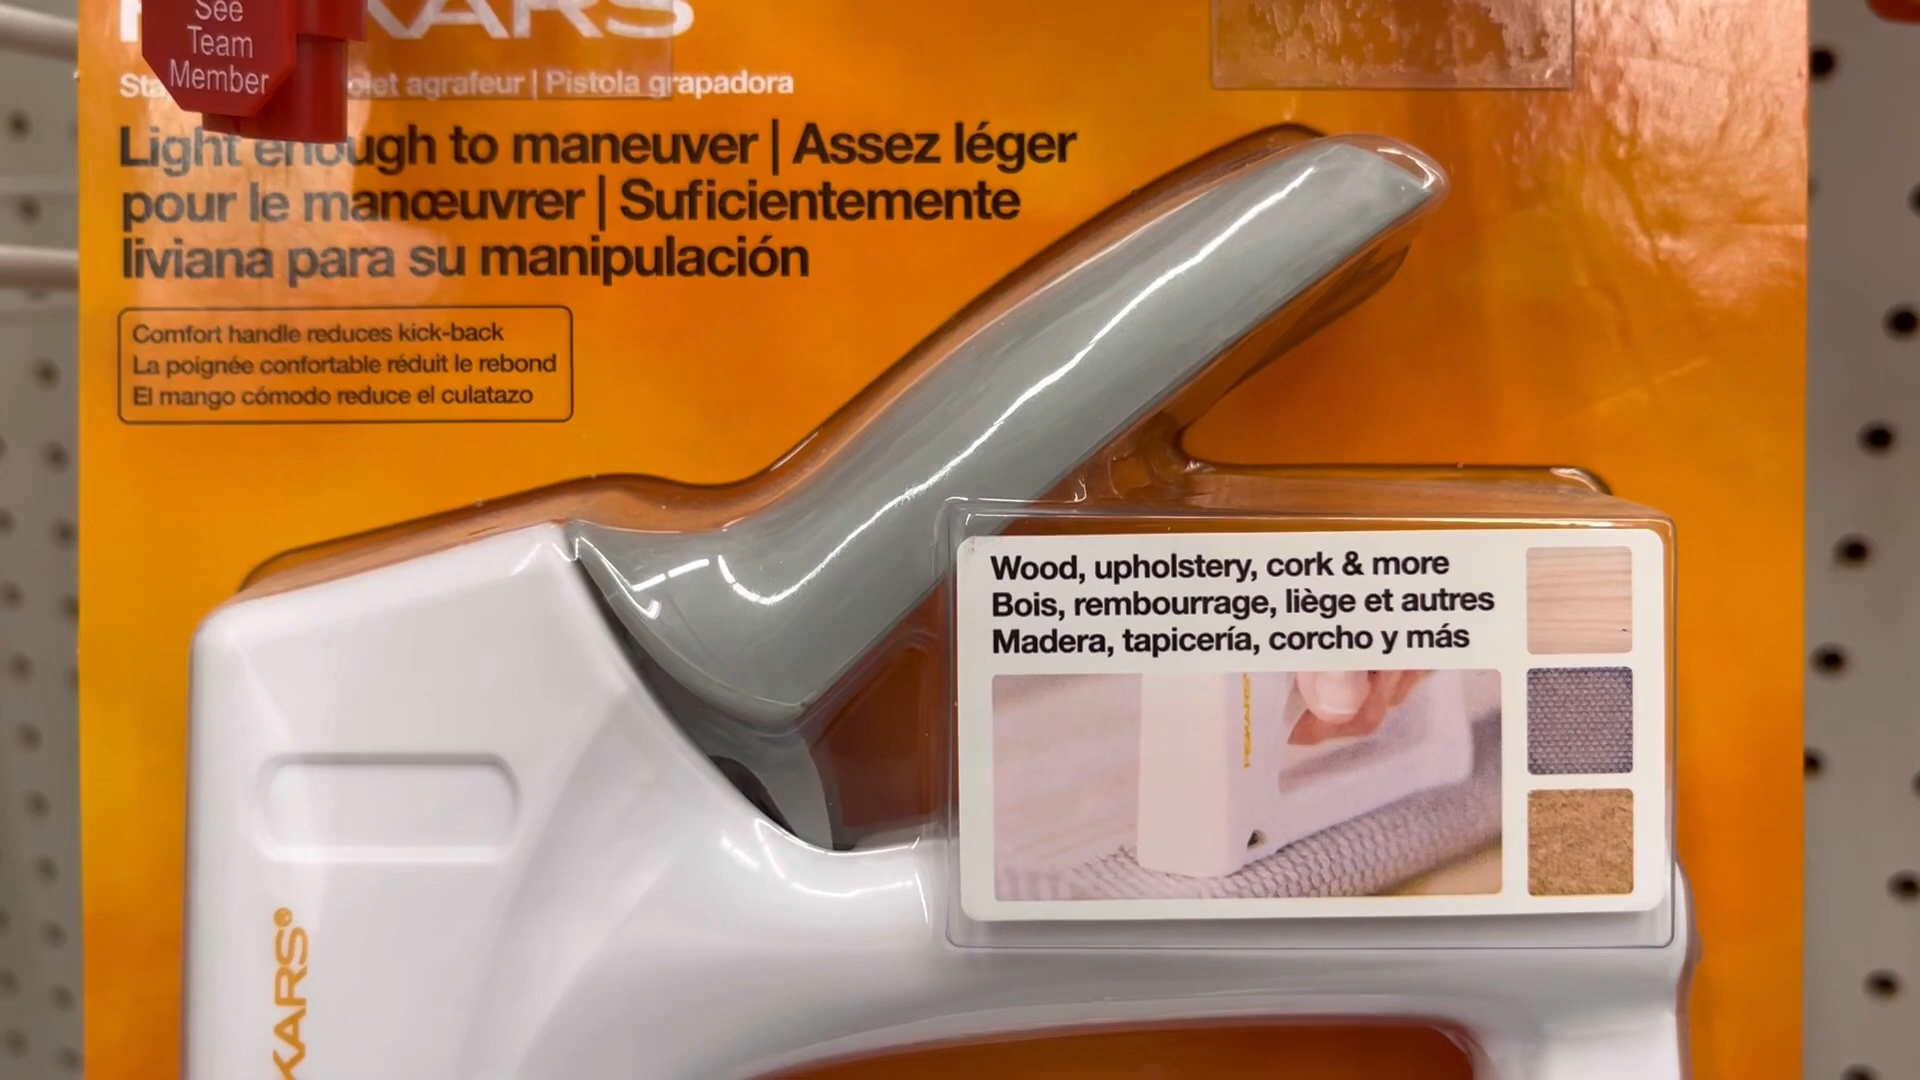 See
Team
Member
agrafeur | Pistola grapadora
Light enough to maneuver | Assez léger
pour le manœuvrer | Suficientemente
liviana para su manipulación
Comfort handle reduces kick-back
La poignée confortable réduit le rebond
El mango cómodo reduce el culatazo
Wood, upholstery, cork & more
Bois, rembourrage, liège et autres
Madera, tapicería, corcho y más
FISKARS